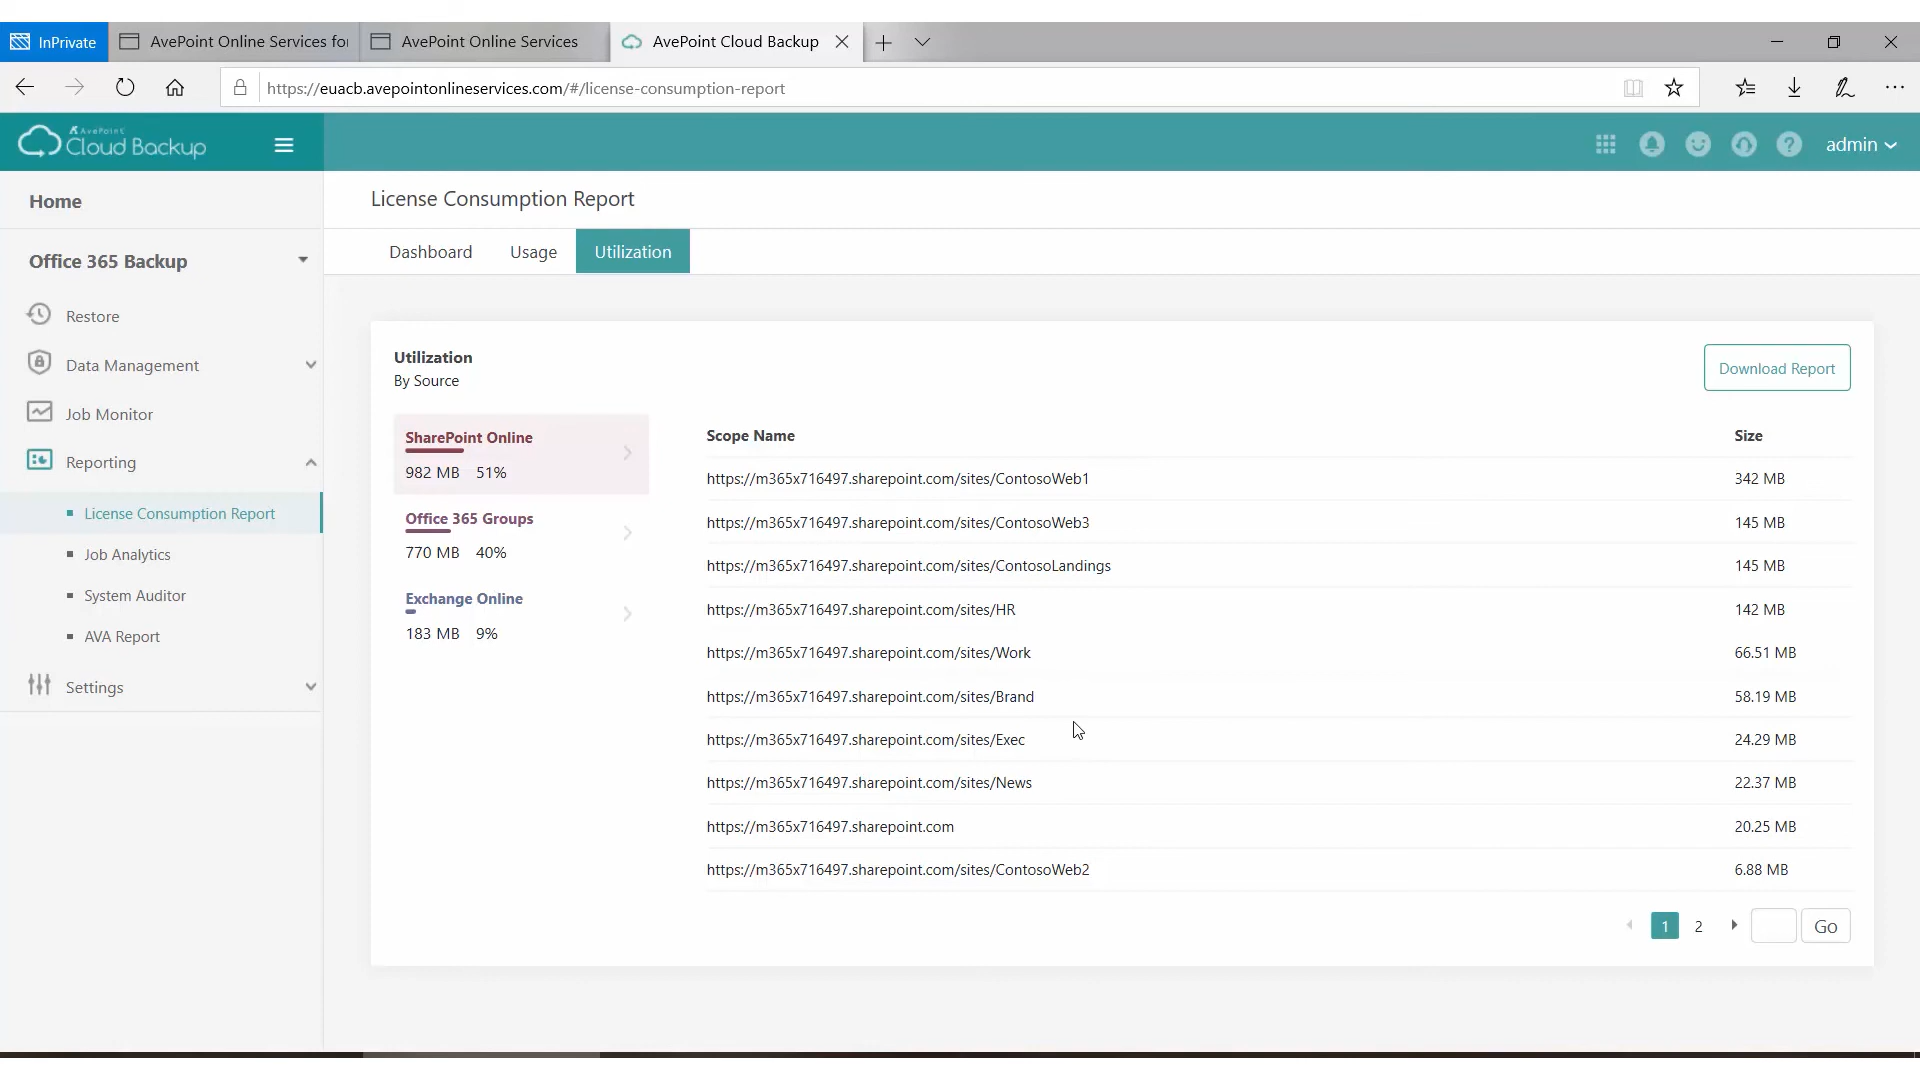 InPrivate
AvePoint Online Services for
AvePoint Online Services
AvePoint Cloud Backup
https://euacb.avepointonlineservices.com/#/license-consumption-report
AvePoint
Cloud Backup
admin
Home
Office 365 Backup
Restore
Data Management
Job Monitor
Reporting
License Consumption Report
Job Analytics
System Auditor
AVA Report
Settings
License Consumption Report
Dashboard Usage Utilization
Utilization
By Source
Download Report
SharePoint Online
982 MB 51%
Office 365 Groups
770 MB 40%
Exchange Online
183 MB 9%
Scope Name Size
https://m365x716497.sharepoint.com/sites/ContosoWeb1 342 MB
https://m365x716497.sharepoint.com/sites/ContosoWeb3 145 MB
https://m365x716497.sharepoint.com/sites/ContosoLandings 145 MB
https://m365x716497.sharepoint.com/sites/HR 142 MB
https://m365x716497.sharepoint.com/sites/Work 66.51 MB
https://m365x716497.sharepoint.com/sites/Brand 58.19 MB
https://m365x716497.sharepoint.com/sites/Exec 24.29 MB
https://m365x716497.sharepoint.com/sites/News 22.37 MB
https://m365x716497.sharepoint.com 20.25 MB
https://m365x716497.sharepoint.com/sites/ContosoWeb2 6.88 MB
1 2 Go